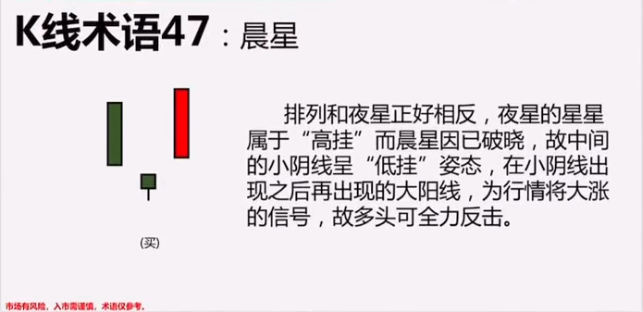 K线术语47：晨星
排列和夜星正好相反，夜星的星星
属于“高挂”而晨星因已破晓，故中间
的小阴线呈“低挂”姿态，在小阴线出
现之后再出现的大阳线，为行情将大涨
的信号，故多头可全力反击。
(买)
市场有风险，入市需谨慎，术语仅参考。